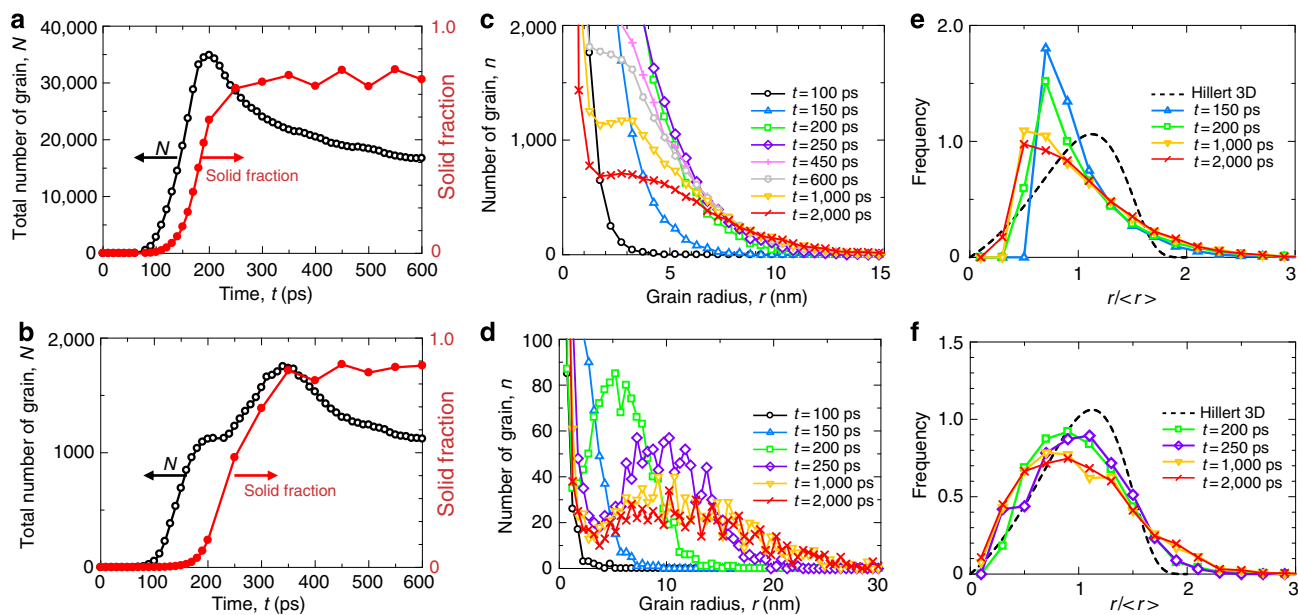 a
Total number of grain, N
40,000
30,000
20,000
10,000
0
1.0
0
Solid fraction
N
Solid fraction
0 100 200 300 400 500 600
Time, t (ps)
b
Total number of grain, N
2,000
1000
0
1.0
0
Solid fraction
N
Solid fraction
0 100 200 300 400 500 600
Time, t (ps)
c
Number of grain, n
2,000
1,000
0
t = 100 ps
t = 150 ps
t = 200 ps
t = 250 ps
t = 450 ps
t = 600 ps
t = 1,000 ps
t = 2,000 ps
0 5 10 15
Grain radius, r (nm)
d
Number of grain, n
100
80
60
40
20
0
t = 100 ps
t = 150 ps
t = 200 ps
t = 250 ps
t = 1,000 ps
t = 2,000 ps
0 10 20 30
Grain radius, r (nm)
e
Frequency
2.0
1.0
0.0
Hillert 3D
t = 150 ps
t = 200 ps
t = 1,000 ps
t = 2,000 ps
0 1 2 3
r/<r>
f
Frequency
1.5
1.0
0.5
0.0
Hillert 3D
t = 200 ps
t = 250 ps
t = 1,000 ps
t = 2,000 ps
0 1 2 3
r/<r>